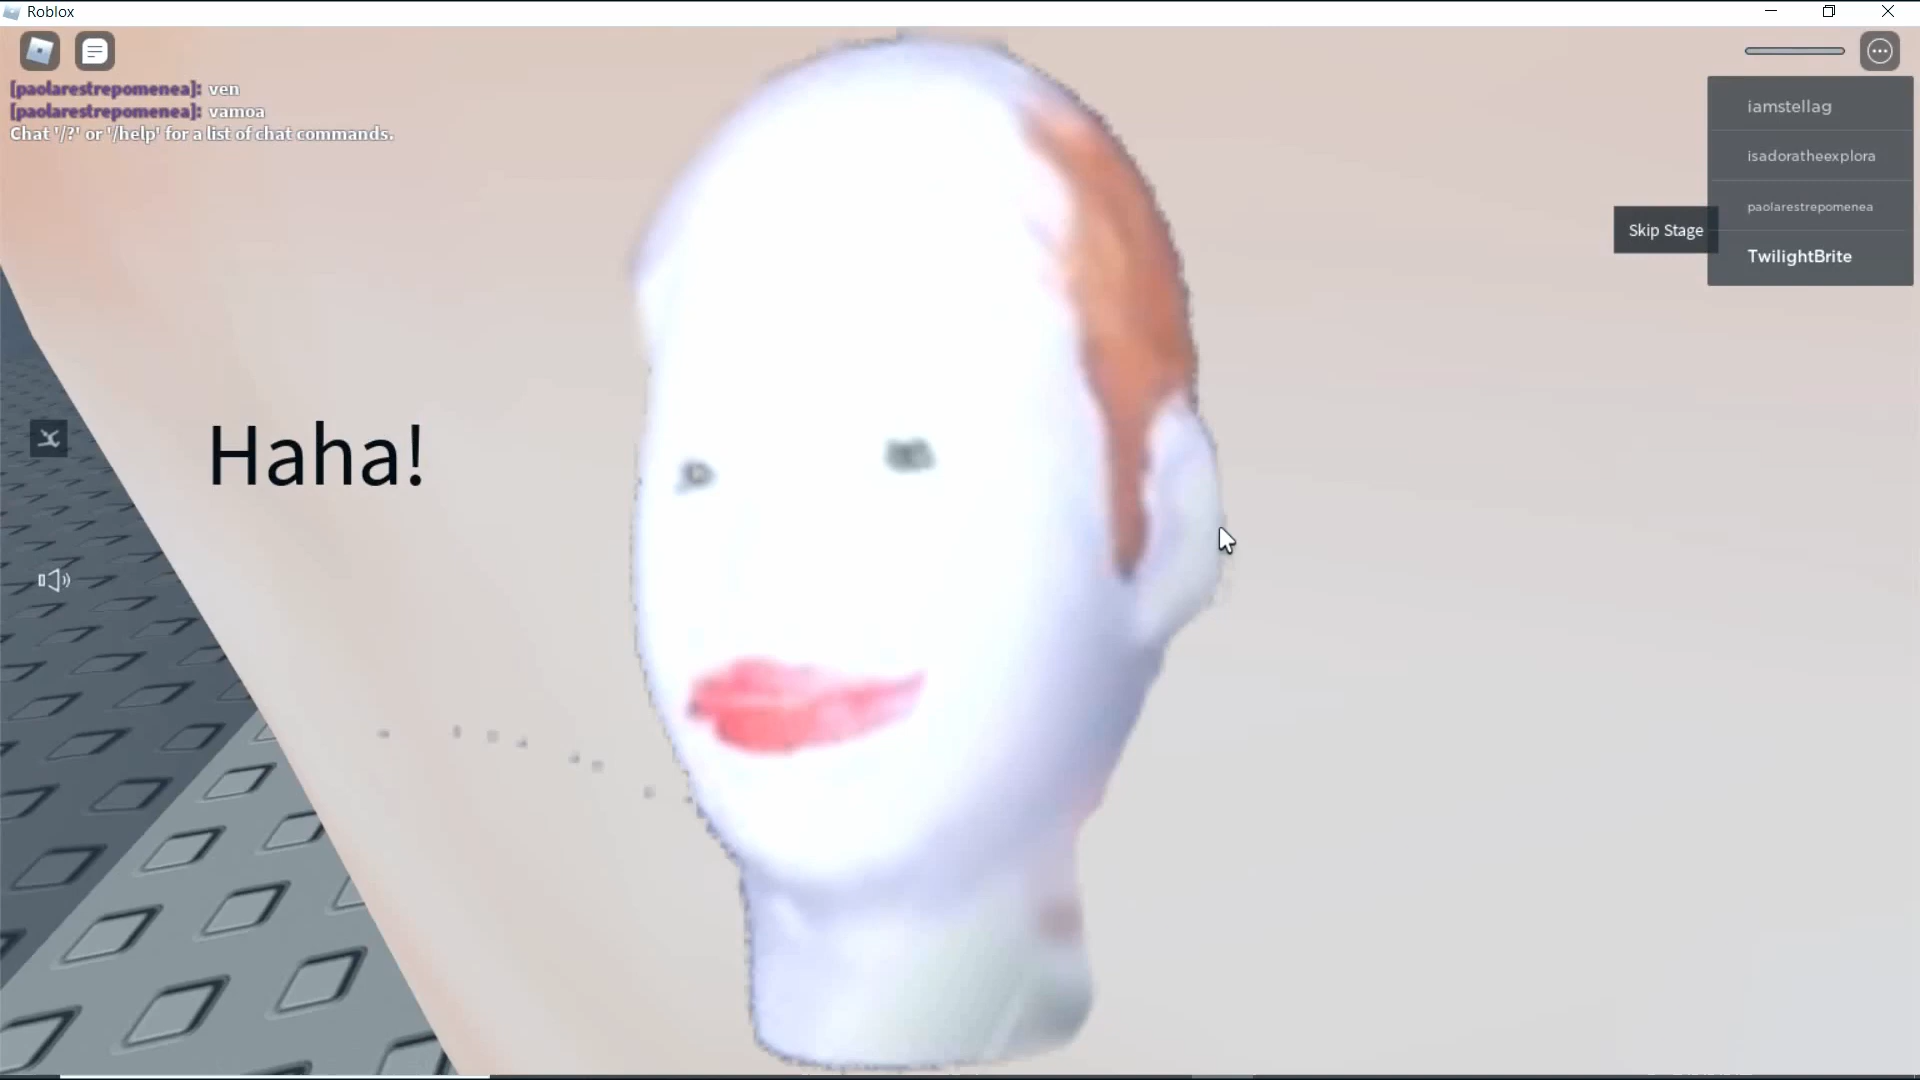 Roblox
[paolarestrepomenea]: ven
[paolarestrepomenea]: vamoa
Chat '/?' or '/help' for a list of chat commands.
iamstellag
isadoratheexplora
paolarestrepomenea
Skip Stage
TwilightBrite
Haha!